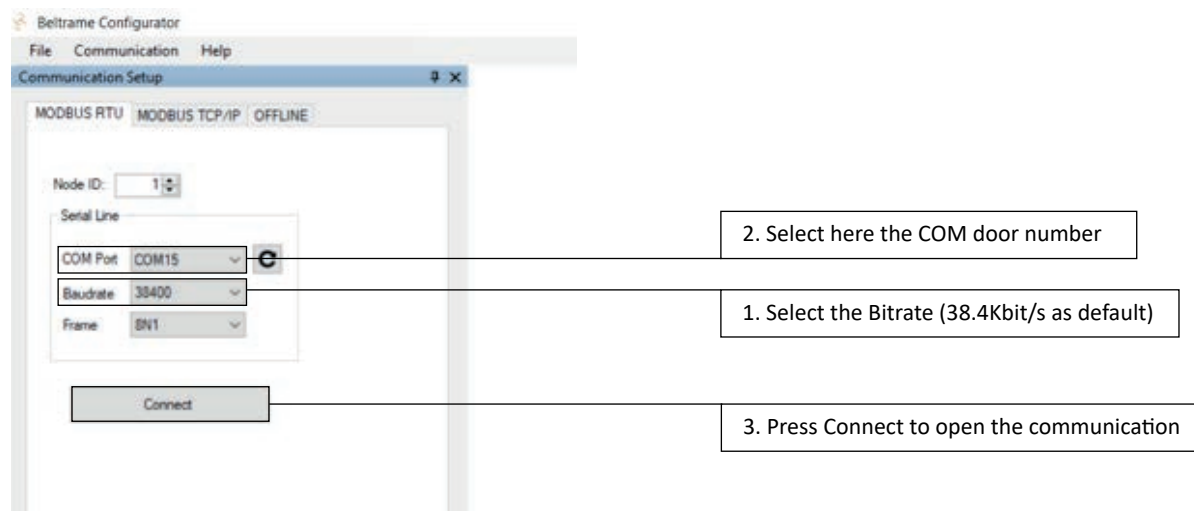 Beltrame Configurator
File Communication Help
Communication Setup
MODBUS RTU MODBUS TCP/IP OFFLINE
Node ID: 1
Serial Line
COM Port COM15
Baudrate 38400
Frame 8N1
Connect
2. Select here the COM door number
1. Select the Bitrate (38.4Kbit/s as default)
3. Press Connect to open the communication